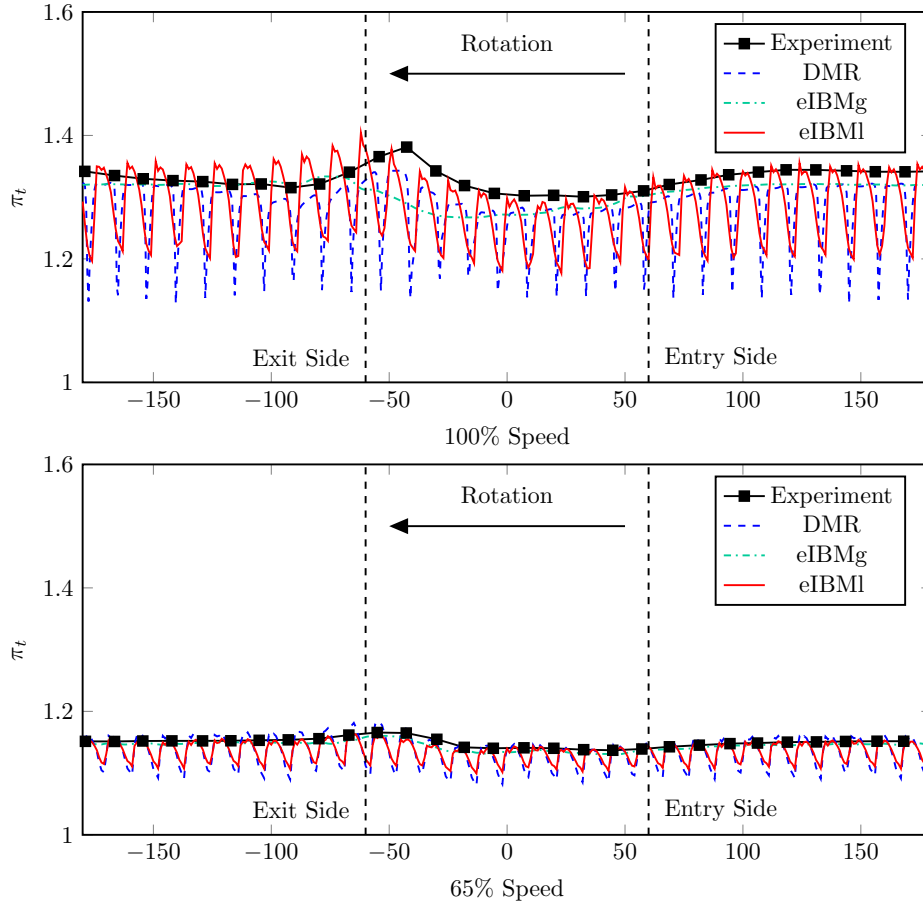 1.6
Rotation
Experiment
DMR
eIBMg
eIBMl
1.4
πt
1.2
Exit Side
Entry Side
1
−150 −100 −50 0 50 100 150
100% Speed
1.6
Rotation
Experiment
DMR
eIBMg
eIBMl
1.4
πt
1.2
Exit Side
Entry Side
1
−150 −100 −50 0 50 100 150
65% Speed